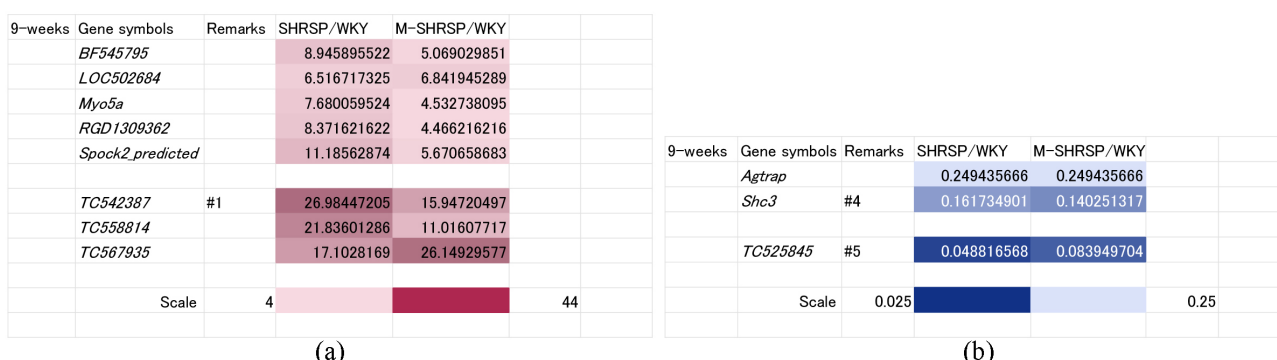 9-weeks Gene symbols Remarks SHRSP/WKY M-SHRSP/WKY
BF545795 8.945895522 5.069029851
LOC502684 6.516717325 6.841945289
Myo5a 7.680059524 4.532738095
RGD1309362 8.371621622 4.466216216
Spock2_predicted 11.18562874 5.670658683
TC542387 #1 26.98447205 15.94720497
TC558814 21.83601286 11.01607717
TC567935 17.1028169 26.14929577
Scale 4 44
(a)
9-weeks Gene symbols Remarks SHRSP/WKY M-SHRSP/WKY
Agtrap 0.249435666 0.249435666
Shc3 #4 0.161734901 0.140251317
TC525845 #5 0.048816568 0.083949704
Scale 0.025 0.25
(b)